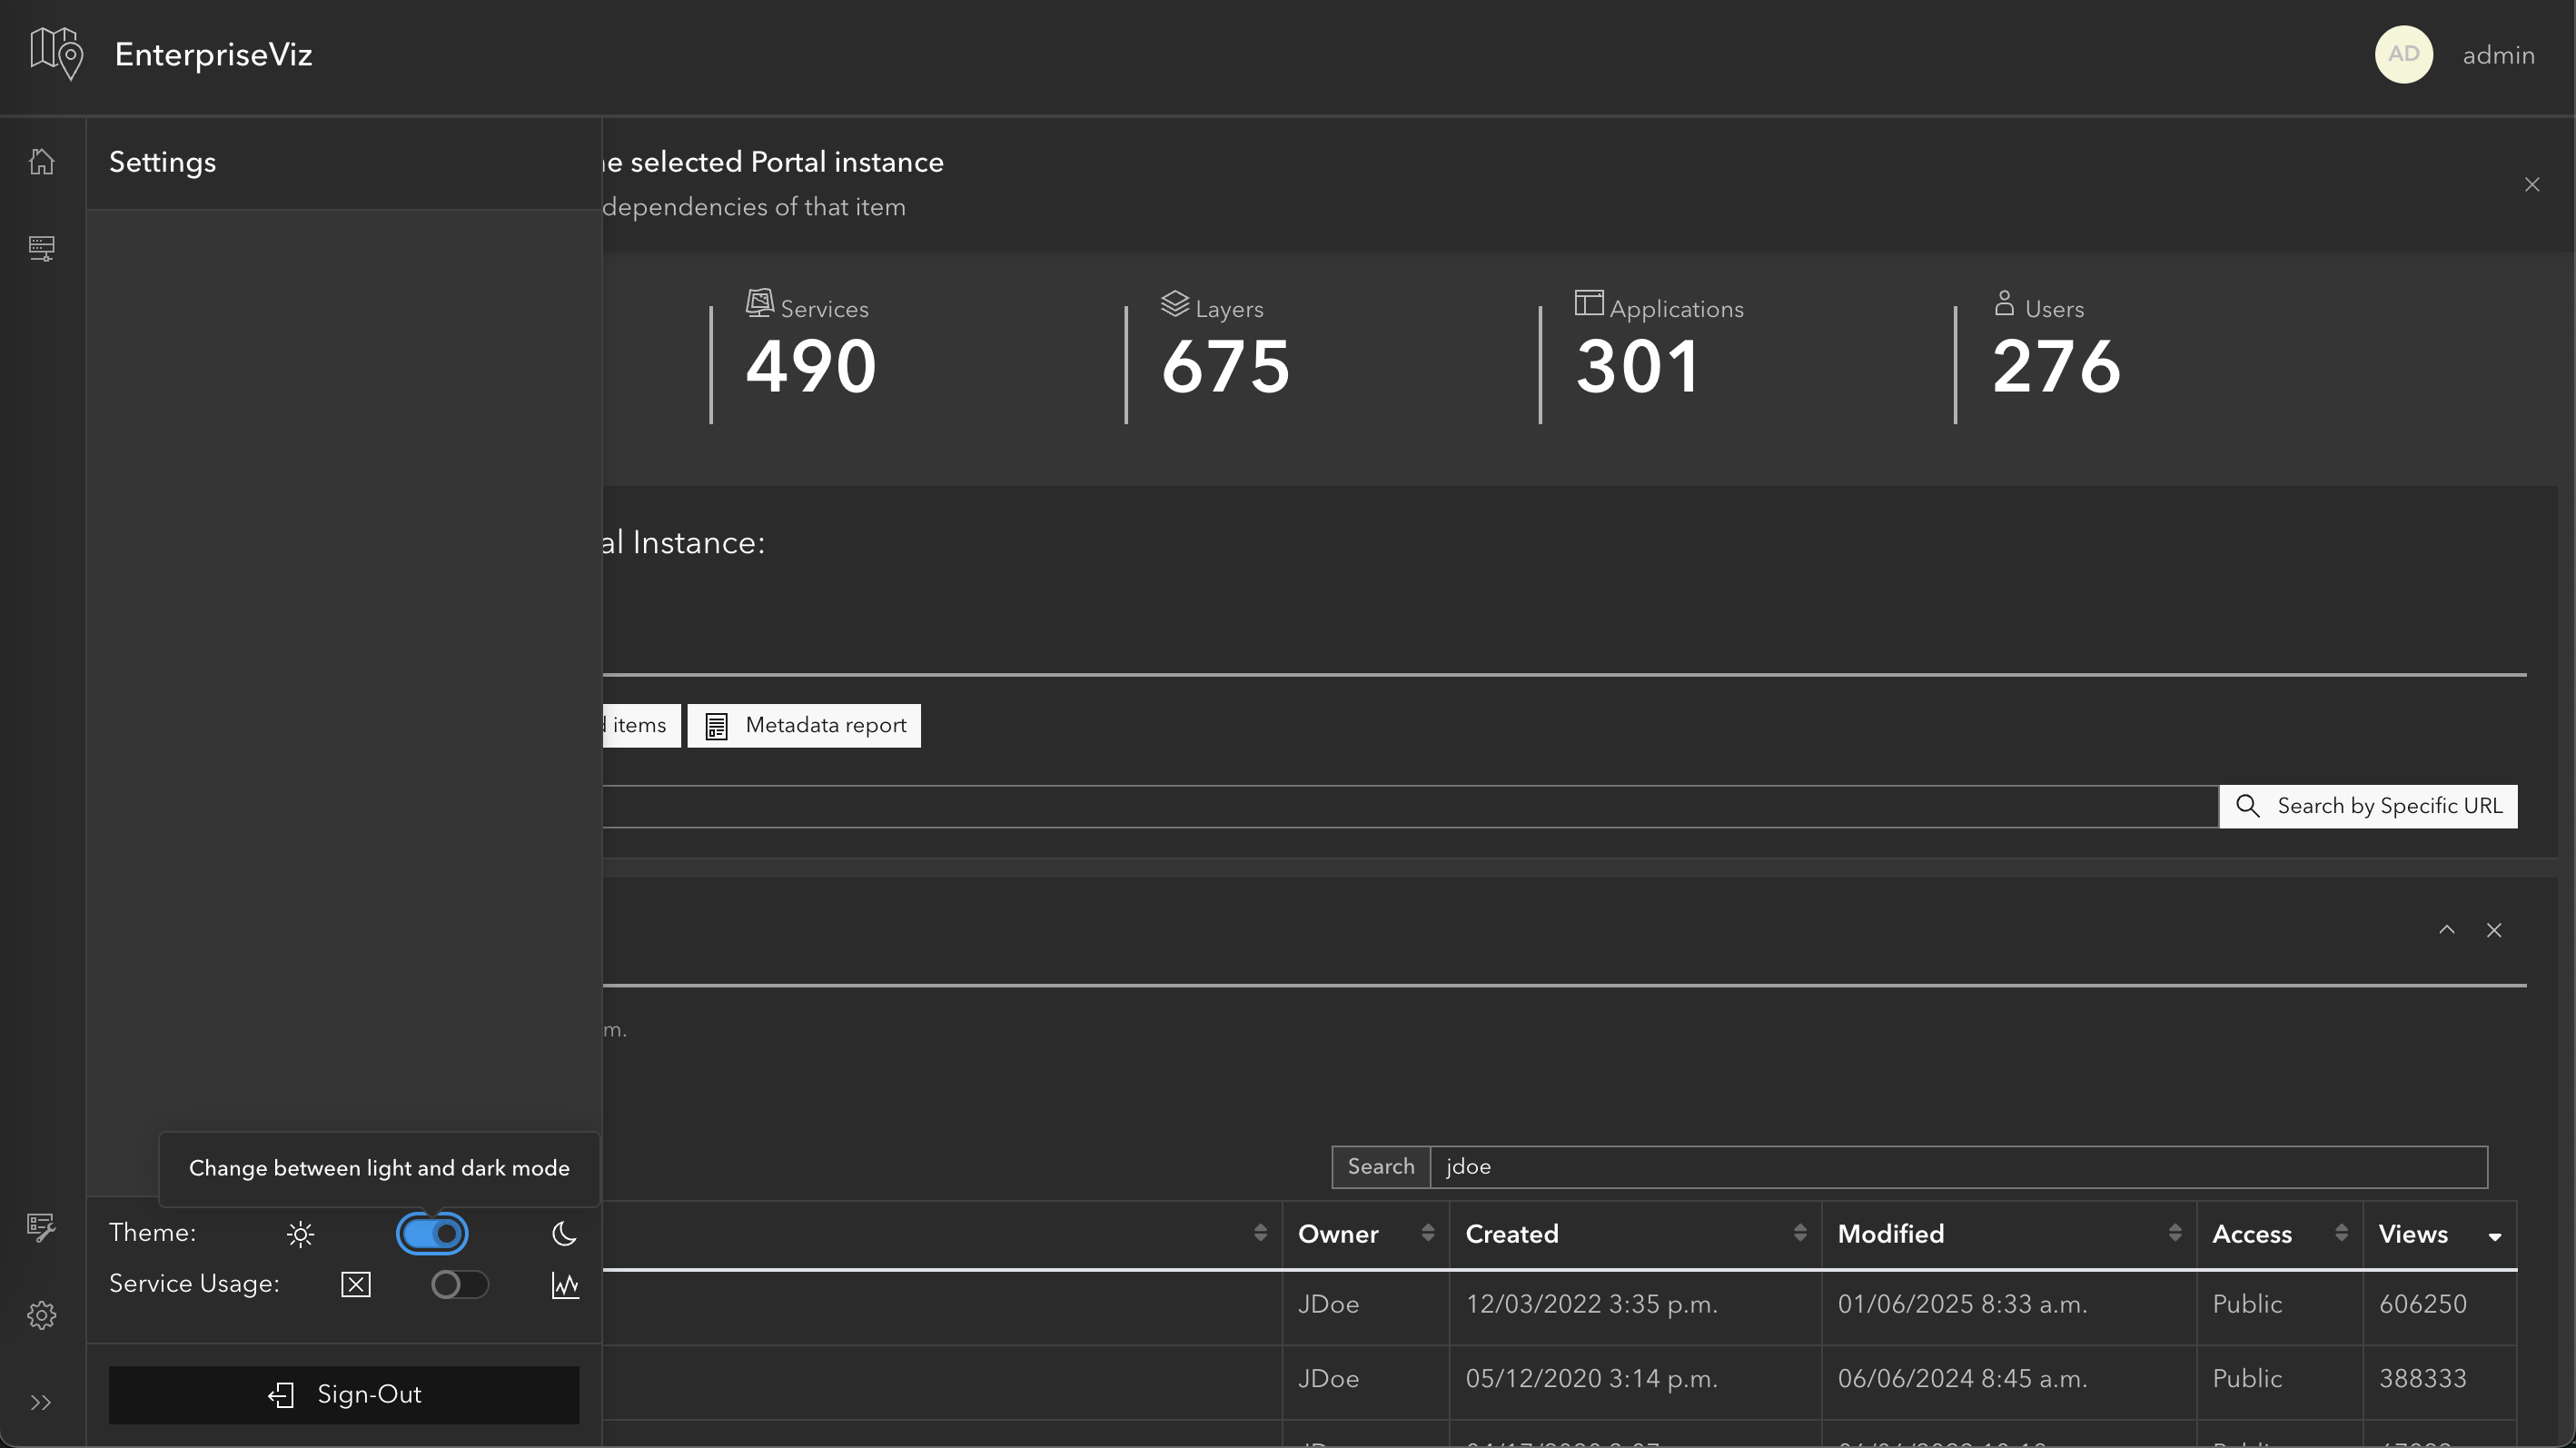 EnterpriseViz
AD admin
Settings
e selected Portal instance
dependencies of that item
Services
490
Layers
675
Applications
301
Users
276
al Instance:
items
Metadata report
Search by Specific URL
m.
Search jdoe
Change between light and dark mode
Theme:
Service Usage:
Sign-Out
Owner Created Modified Access Views
JDoe 12/03/2022 3:35 p.m. 01/06/2025 8:33 a.m. Public 606250
JDoe 05/12/2020 3:14 p.m. 06/06/2024 8:45 a.m. Public 388333